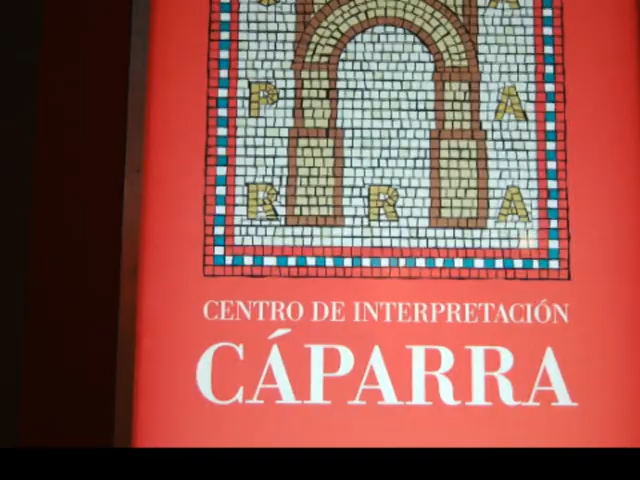 P A
R R A
CENTRO DE INTERPRETACIÓN
CÁPARRA